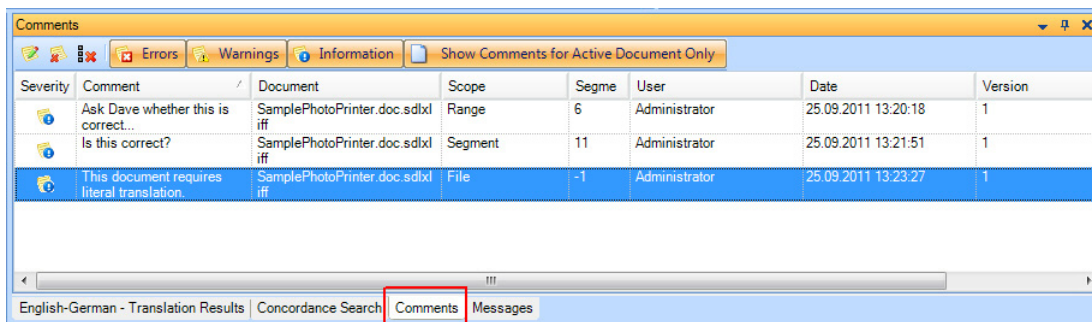 Comments
Errors Warnings Information Show Comments for Active Document Only
Severity Comment Document Scope Segme User Date Version
Ask Dave whether this is SamplePhotoPrinter.doc.sdlxl Range 6 Administrator 25.09.2011 13:20:18 1
correct... iff
Is this correct? SamplePhotoPrinter.doc.sdlxl Segment 11 Administrator 25.09.2011 13:21:51 1
iff
This document requires SamplePhotoPrinter.doc.sdlxl File -1 Administrator 25.09.2011 13:23:27 1
literal translation. iff
English-German - Translation Results Concordance Search Comments Messages